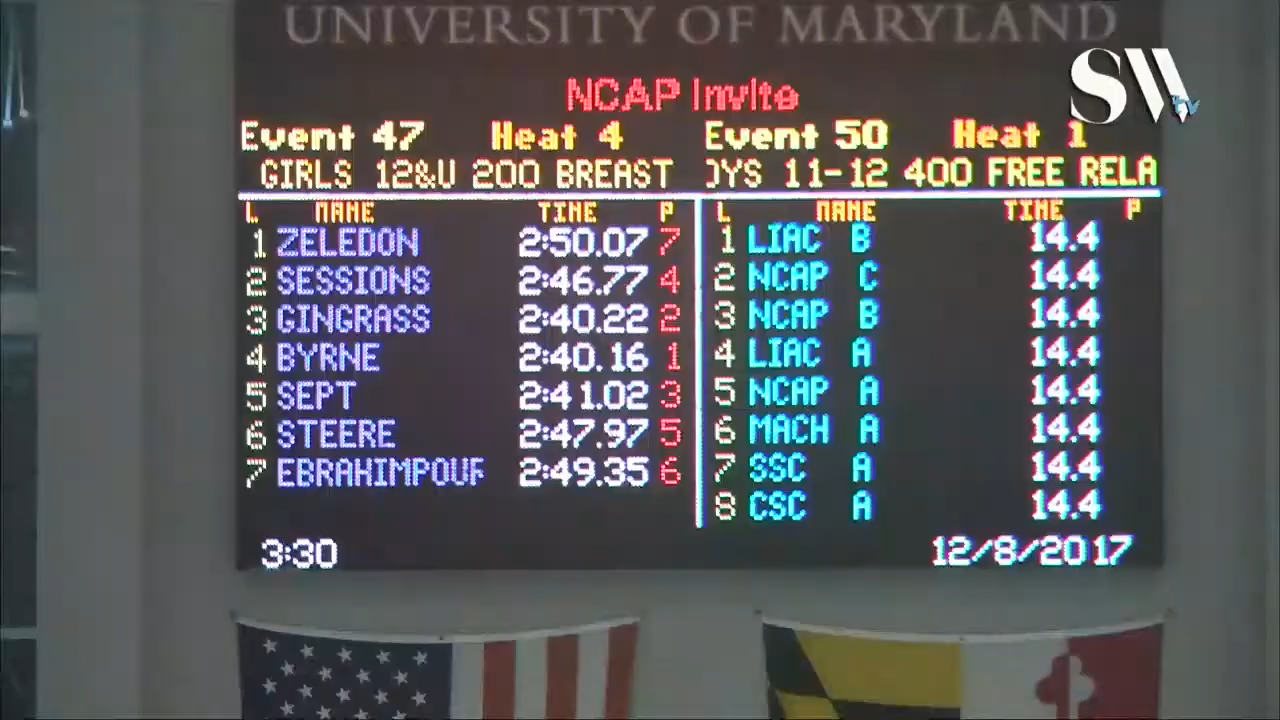 UNIVERSITY OF MARYLAND
SW tv
NCAP Invite
Event 47 Heat 4
GIRLS 12&U 200 BREAST
L NAME TIME P
1 ZELEDON 2:50.07 7
2 SESSIONS 2:46.77 4
3 GINGRASS 2:40.22 2
4 BYRNE 2:40.16 1
5 SEPT 2:41.02 3
6 STEERE 2:47.97 5
7 EBRAHIMPOUR 2:49.35 6
3:30
Event 50 Heat 1
OYS 11-12 400 FREE RELA
L NAME TIME P
1 LIAC B 14.4
2 NCAP C 14.4
3 NCAP B 14.4
4 LIAC A 14.4
5 NCAP A 14.4
6 MACH A 14.4
7 SSC A 14.4
8 CSC A 14.4
12/8/2017